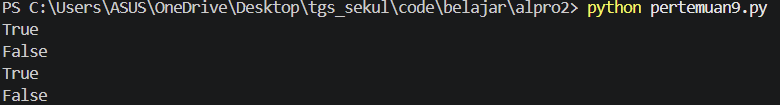 PS C:\Users\ASUS\OneDrive\Desktop\tgs_sekul\code\belajar\alpro2> python pertemuan9.py
True
False
True
False